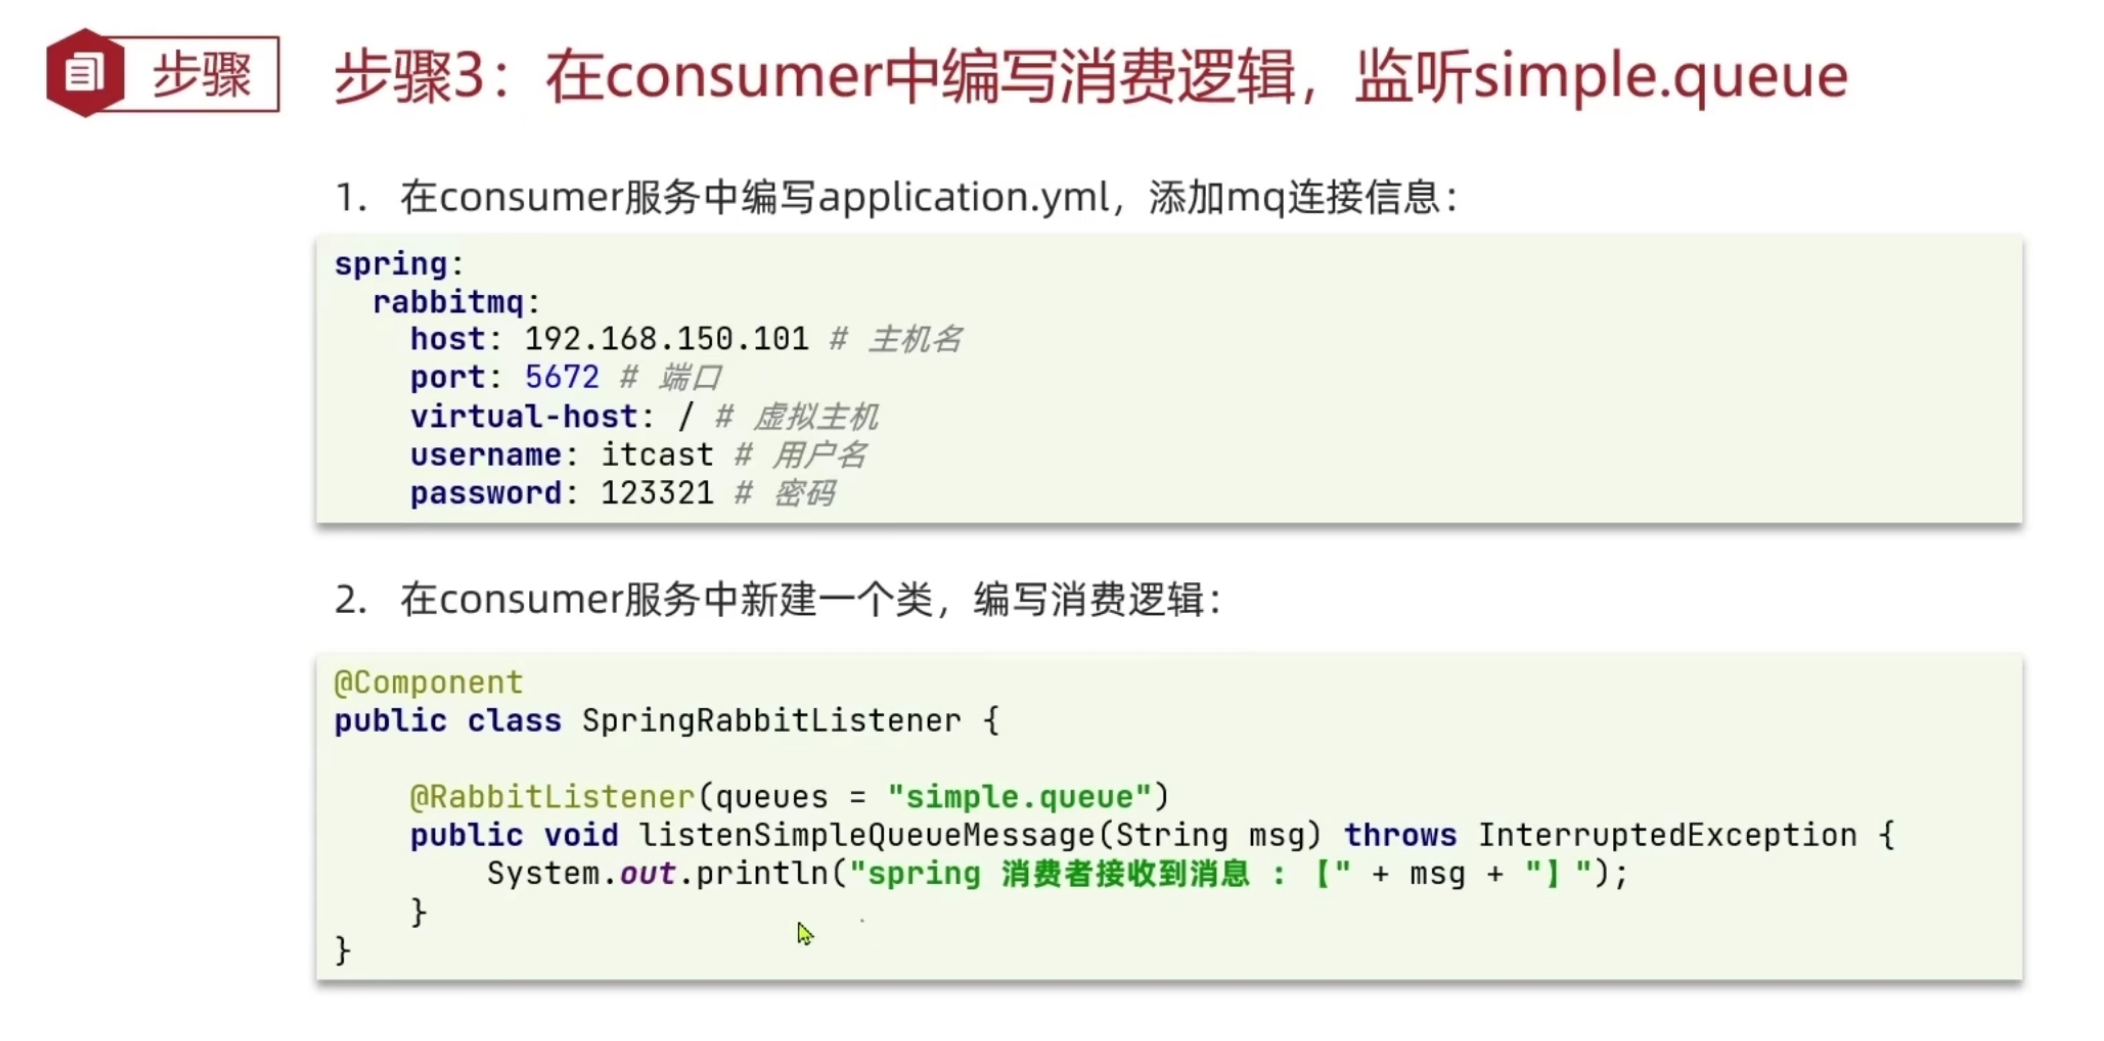 步骤
步骤3：在consumer中编写消费逻辑，监听simple.queue
1. 在consumer服务中编写application.yml，添加mq连接信息：
spring:
  rabbitmq:
    host: 192.168.150.101 # 主机名
    port: 5672 # 端口
    virtual-host: / # 虚拟主机
    username: itcast # 用户名
    password: 123321 # 密码
2. 在consumer服务中新建一个类，编写消费逻辑：
@Component
public class SpringRabbitListener {
    @RabbitListener(queues = "simple.queue")
    public void listenSimpleQueueMessage(String msg) throws InterruptedException {
        System.out.println("spring 消费者接收到消息 ：【" + msg + "】");
    }
}